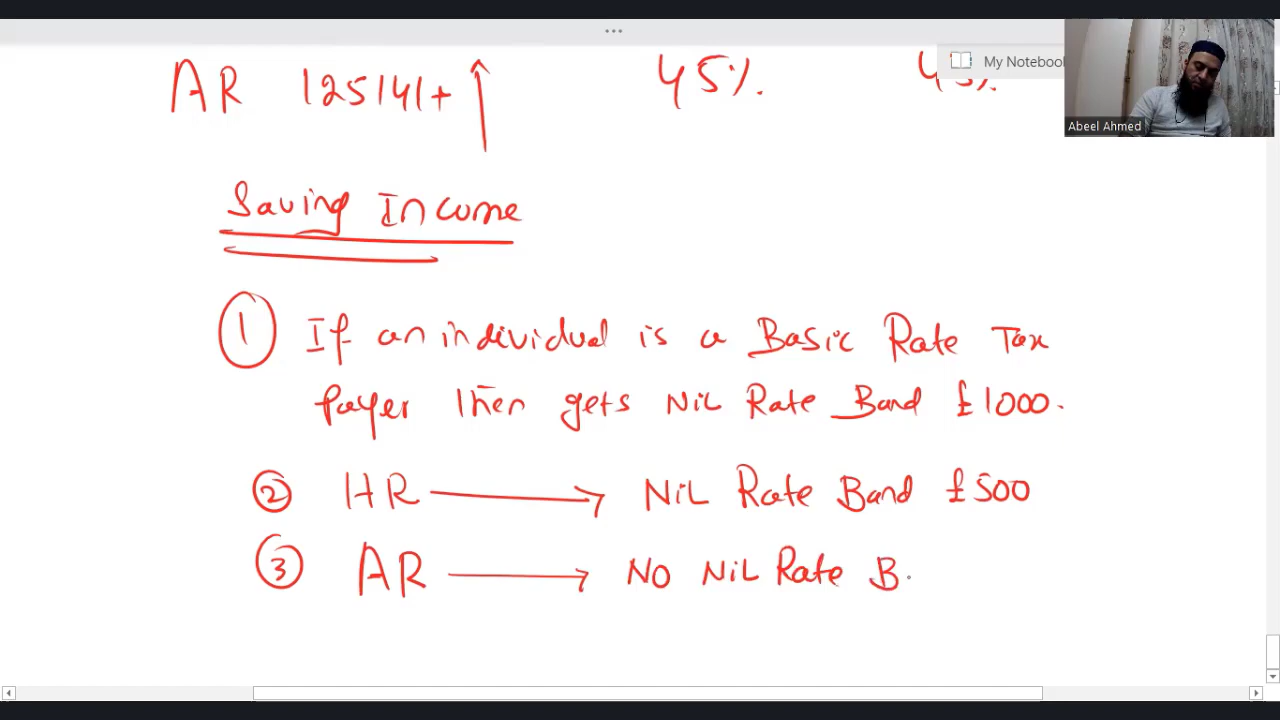 My Notebook
AR 125141+ 45%. 45%.
Abeel Ahmed
Saving Income
① If an individual is a Basic Rate Tax
Payer then gets NiL Rate Band £1000.
② HR → NiL Rate Band £500
③ AR → NO NiL Rate B